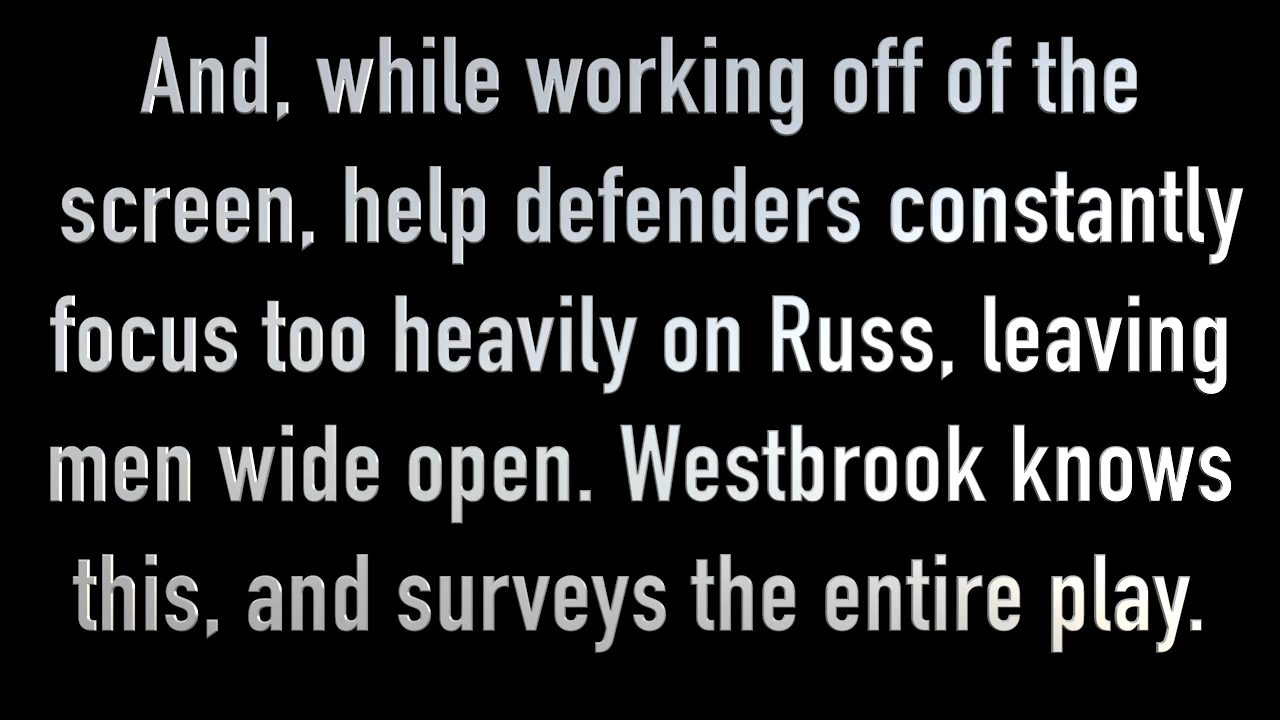 And, while working off of the
screen, help defenders constantly
focus too heavily on Russ, leaving
men wide open. Westbrook knows
this, and surveys the entire play.